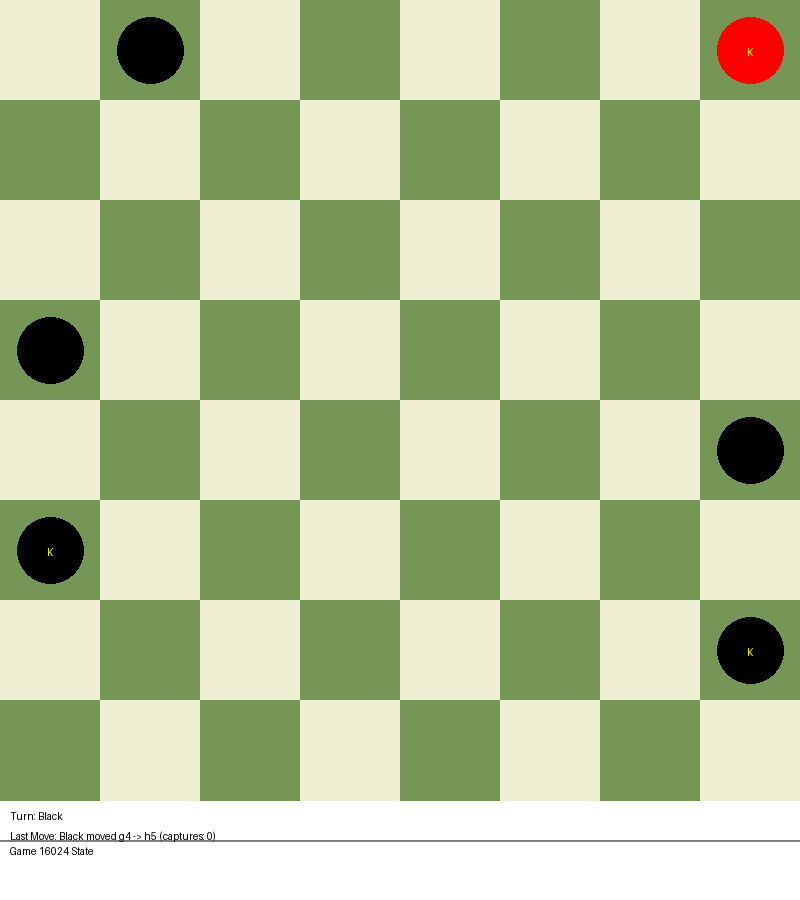 K
K
K
Turn: Black
Last Move: Black moved g4 -> h5 (captures: 0)
Game 16024 State